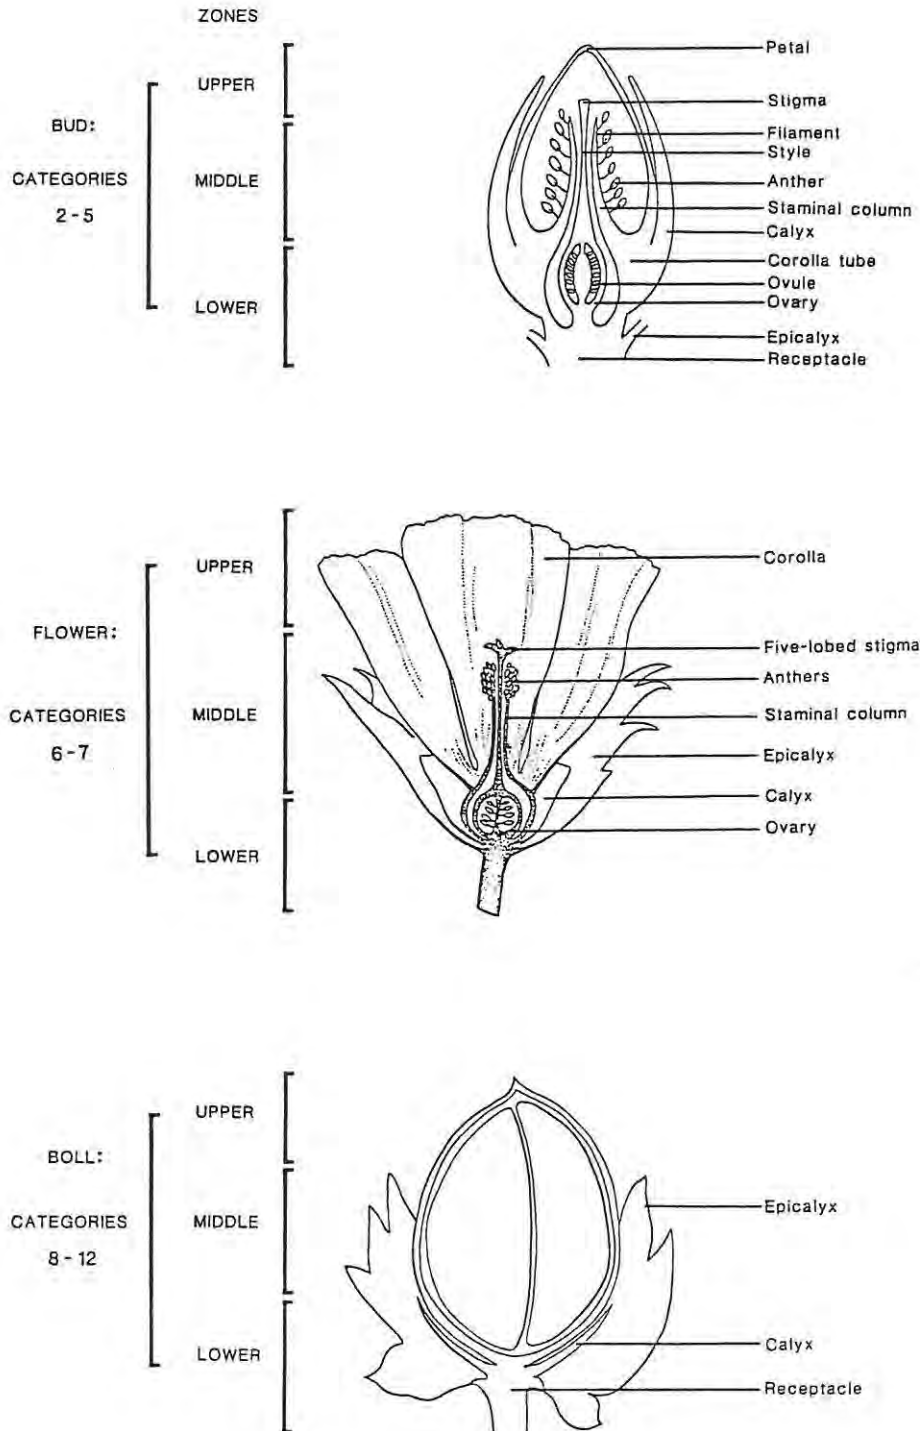 ZONES
BUD:
CATEGORIES
2-5
UPPER
MIDDLE
LOWER
Petal
Stigma
Filament
Style
Anther
Staminal column
Calyx
Corolla tube
Ovule
Ovary
Epicalyx
Receptacle
FLOWER:
CATEGORIES
6-7
UPPER
MIDDLE
LOWER
Corolla
Five-lobed stigma
Anthers
Staminal column
Epicalyx
Calyx
Ovary
BOLL:
CATEGORIES
8-12
UPPER
MIDDLE
LOWER
Epicalyx
Calyx
Receptacle